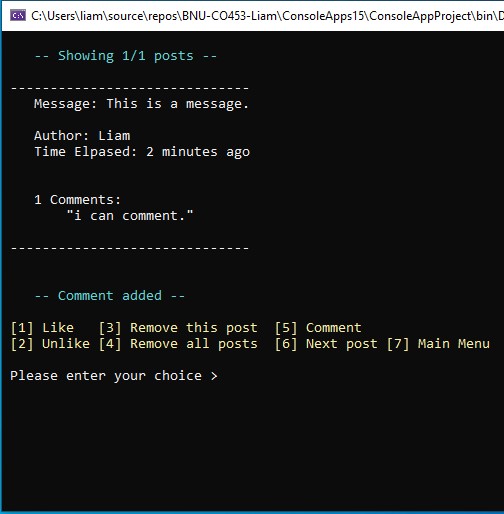 C:\Users\liam\source\repos\BNU-CO453-Liam\ConsoleApps15\ConsoleAppProject\bin\D
-- Showing 1/1 posts --
------------------------------
Message: This is a message.
Author: Liam
Time Elpased: 2 minutes ago
1 Comments:
"i can comment."
------------------------------
-- Comment added --
[1] Like [3] Remove this post [5] Comment
[2] Unlike [4] Remove all posts [6] Next post [7] Main Menu
Please enter your choice >